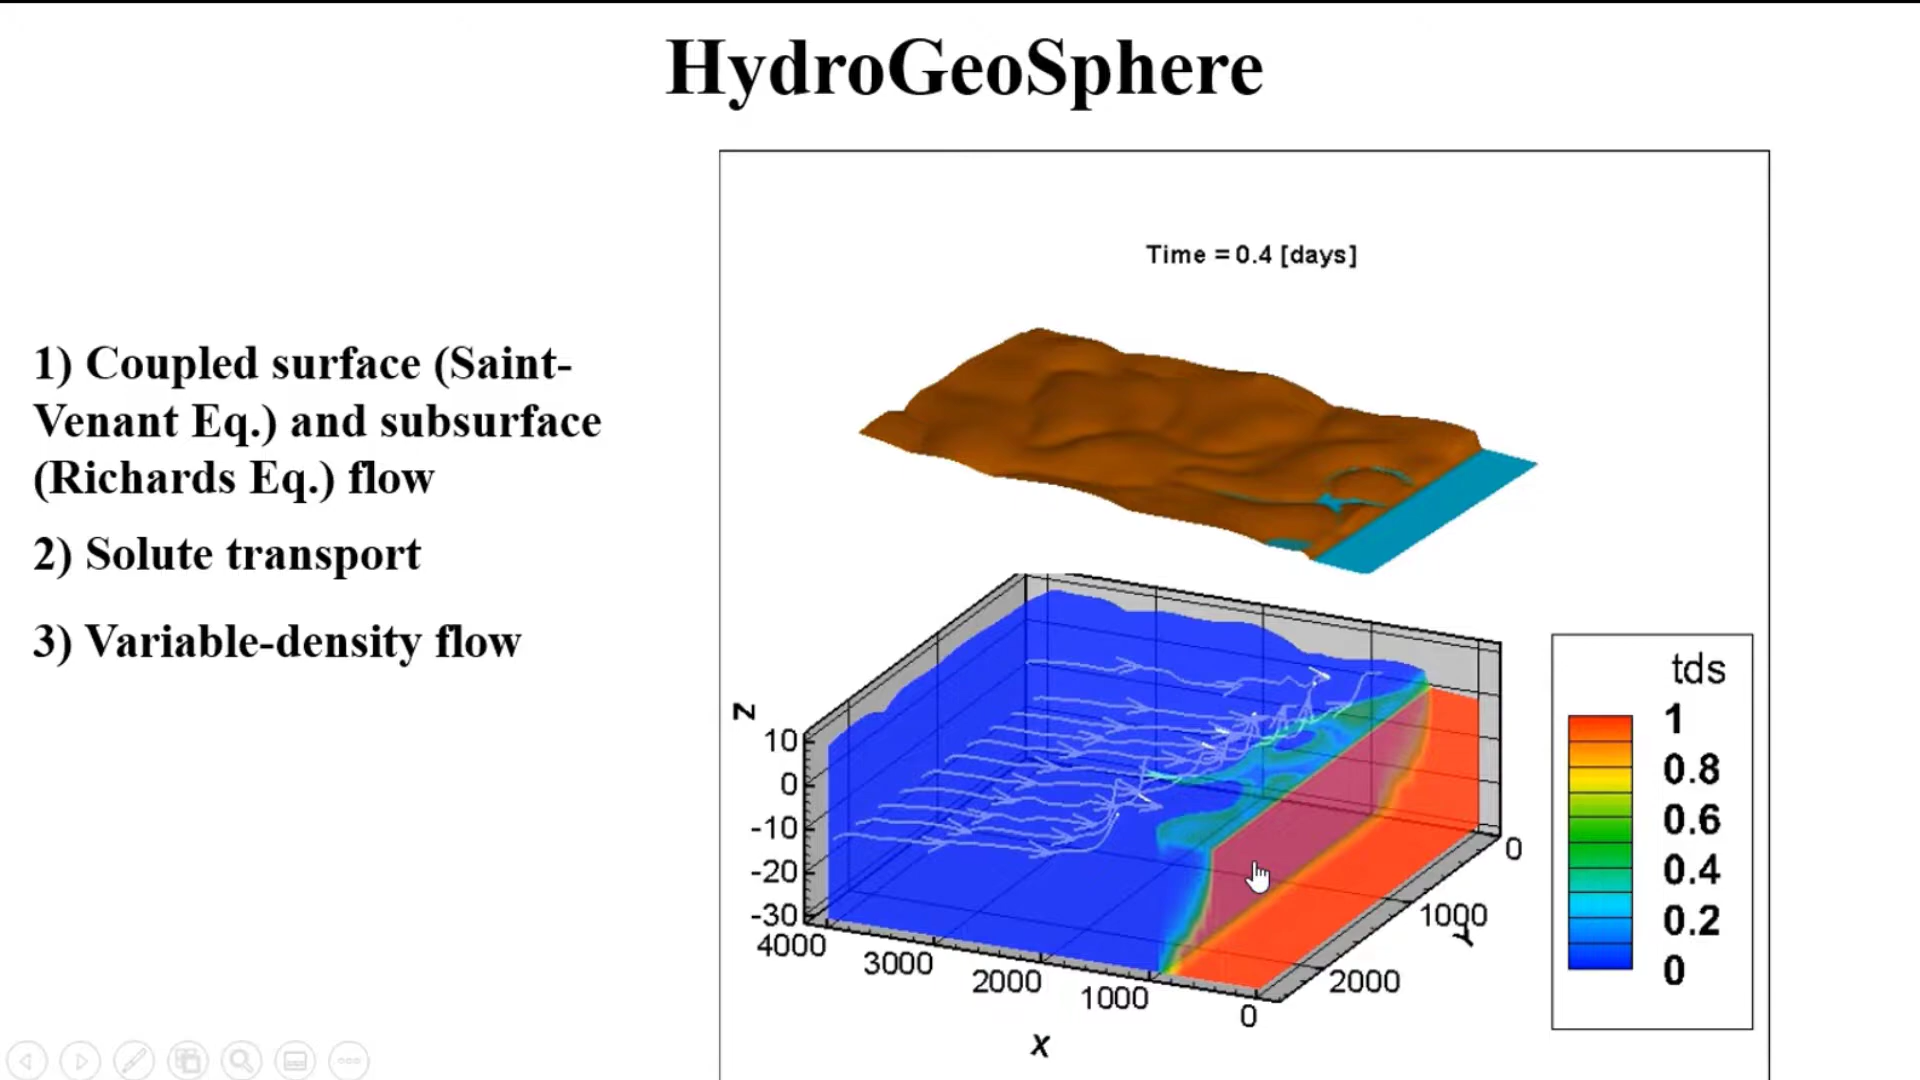 HydroGeoSphere
1) Coupled surface (Saint-
Venant Eq.) and subsurface
(Richards Eq.) flow
2) Solute transport
3) Variable-density flow
Time = 0.4 [days]
Z
10
0
-10
-20
-30
4000
3000
2000
1000
0
X
0
1000
2000
Y
tds
1
0.8
0.6
0.4
0.2
0